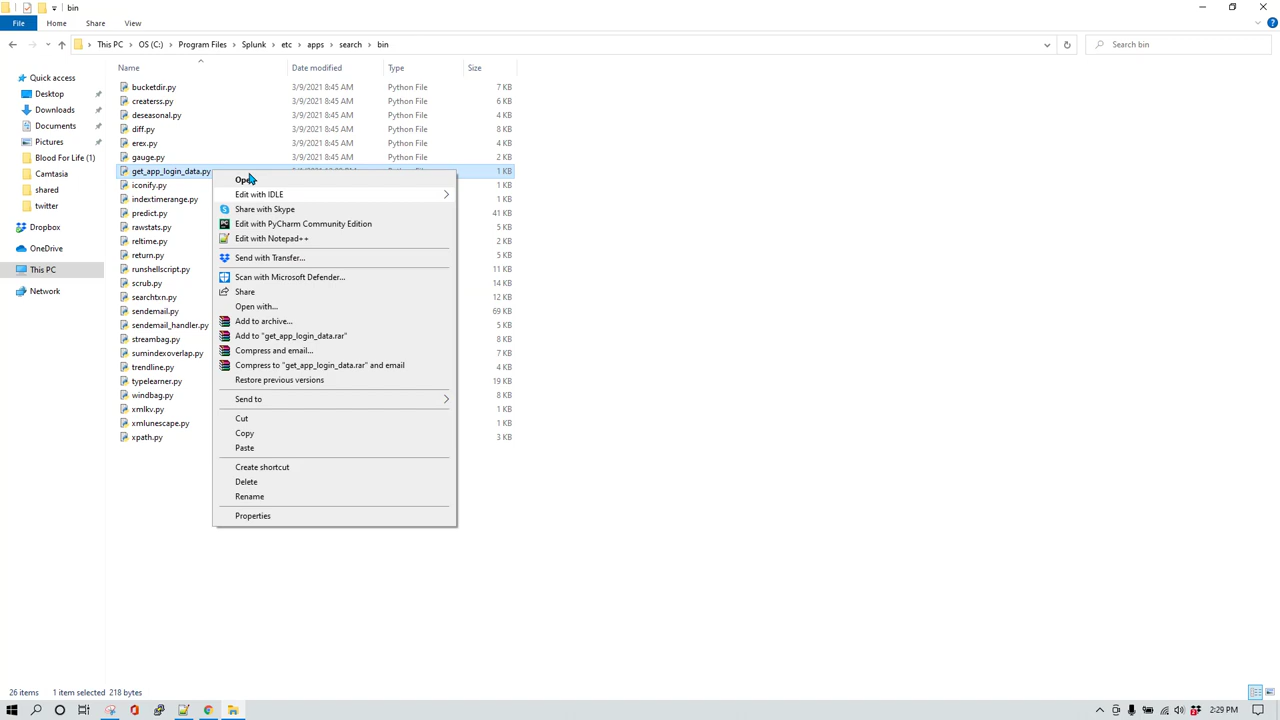 bin
File Home Share View
This PC OS (C:) Program Files Splunk etc apps search bin Search bin
Name Date modified Type Size
Quick access
Desktop
Downloads
Documents
Pictures
Blood For Life (1)
Camtasia
shared
twitter
Dropbox
OneDrive
This PC
Network
bucketdir.py 3/9/2021 8:45 AM Python File 7 KB
createrss.py 3/9/2021 8:45 AM Python File 6 KB
deseasonal.py 3/9/2021 8:45 AM Python File 4 KB
diff.py 3/9/2021 8:45 AM Python File 8 KB
erex.py 3/9/2021 8:45 AM Python File 4 KB
gauge.py 3/9/2021 8:45 AM Python File 2 KB
get_app_login_data.py 1 KB
iconify.py 1 KB
indextimerange.py 1 KB
predict.py 41 KB
rawstats.py 5 KB
reltime.py 2 KB
return.py 5 KB
runshellscript.py 11 KB
scrub.py 14 KB
searchtxn.py 12 KB
sendemail.py 69 KB
sendemail_handler.py 5 KB
streambag.py 8 KB
sumindexoverlap.py 7 KB
trendline.py 4 KB
typelearner.py 19 KB
windbag.py 8 KB
xmlkv.py 1 KB
xmlunescape.py 1 KB
xpath.py 3 KB
Open
Edit with IDLE
Share with Skype
Edit with PyCharm Community Edition
Edit with Notepad++
Send with Transfer...
Scan with Microsoft Defender...
Share
Open with...
Add to archive...
Add to "get_app_login_data.rar"
Compress and email...
Compress to "get_app_login_data.rar" and email
Restore previous versions
Send to
Cut
Copy
Paste
Create shortcut
Delete
Rename
Properties
26 items 1 item selected 218 bytes
2:29 PM